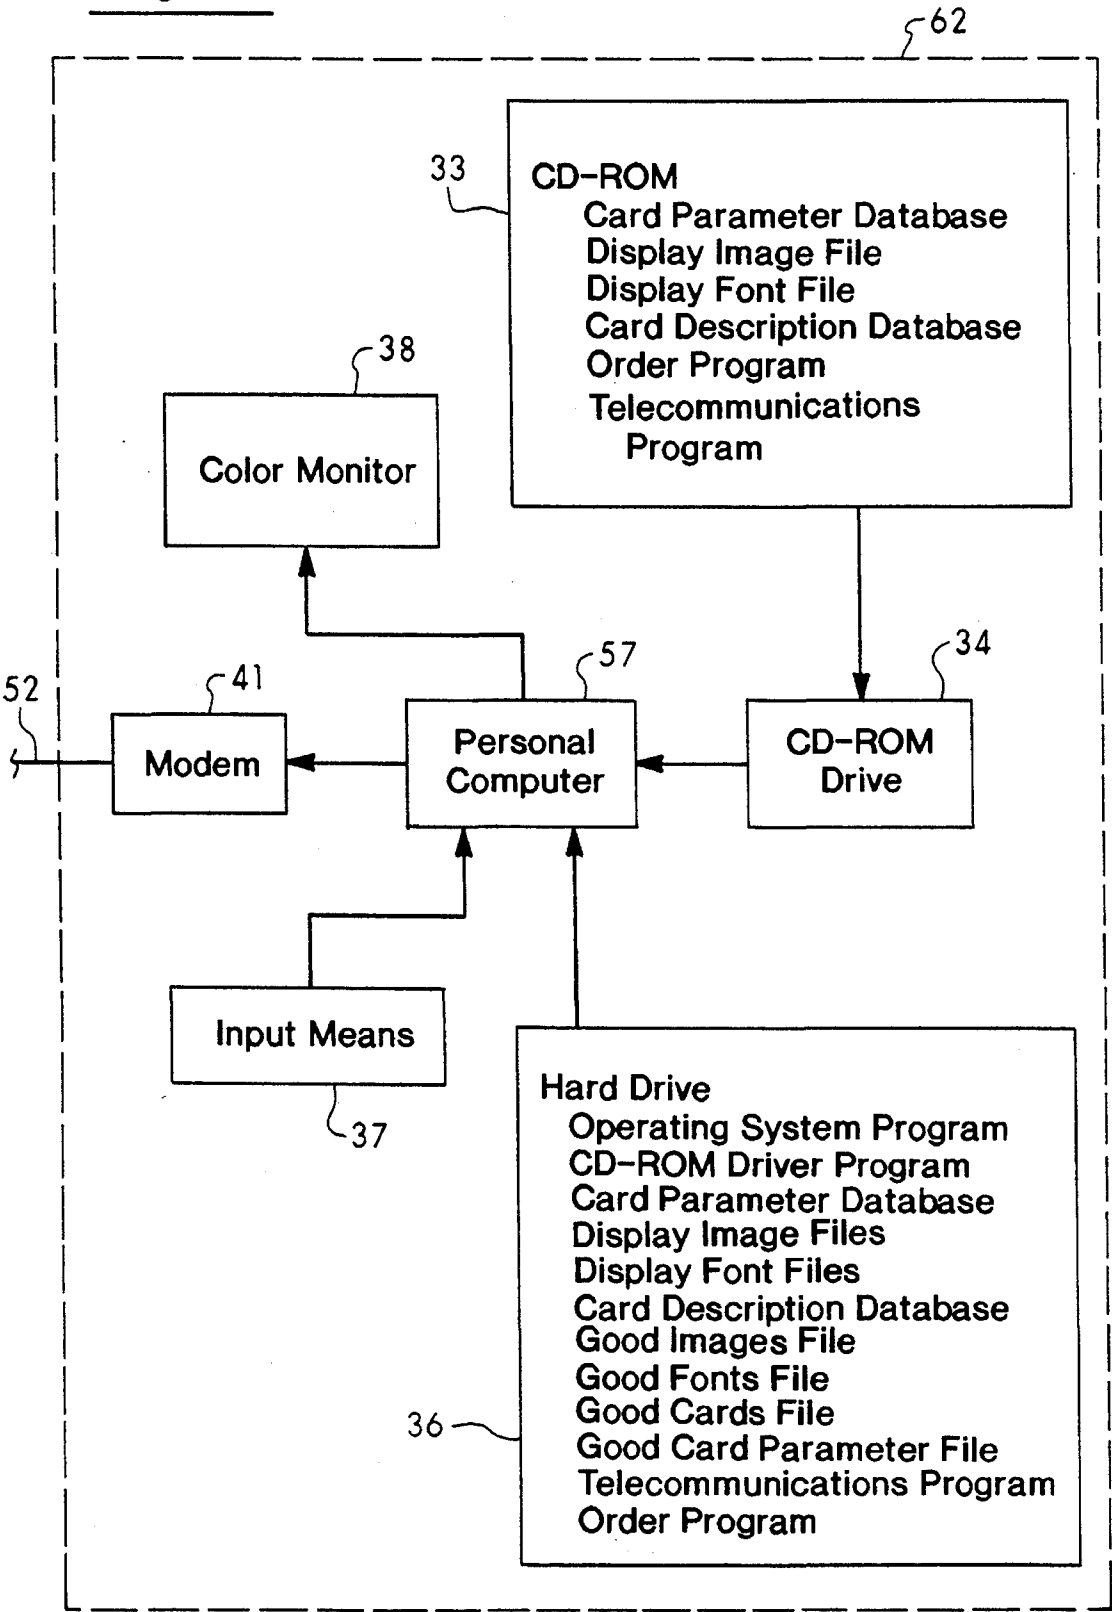 62
33
CD-ROM
Card Parameter Database
Display Image File
Display Font File
Card Description Database
Order Program
Telecommunications
Program
38
Color Monitor
34
57
41
52
Modem
Personal
Computer
CD-ROM
Drive
Input Means
37
Hard Drive
Operating System Program
CD-ROM Driver Program
Card Parameter Database
Display Image Files
Display Font Files
Card Description Database
Good Images File
Good Fonts File
Good Cards File
36
Good Card Parameter File
Telecommunications Program
Order Program